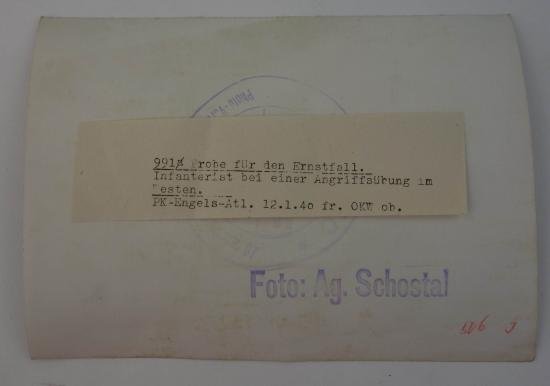 991 Probe für den Ernstfall.
Infanterist bei einer Angriffsübung im
Westen.
PK-Engels-Atl. 12.1.40 fr. OKW ob.
Foto: Ag. Schostal